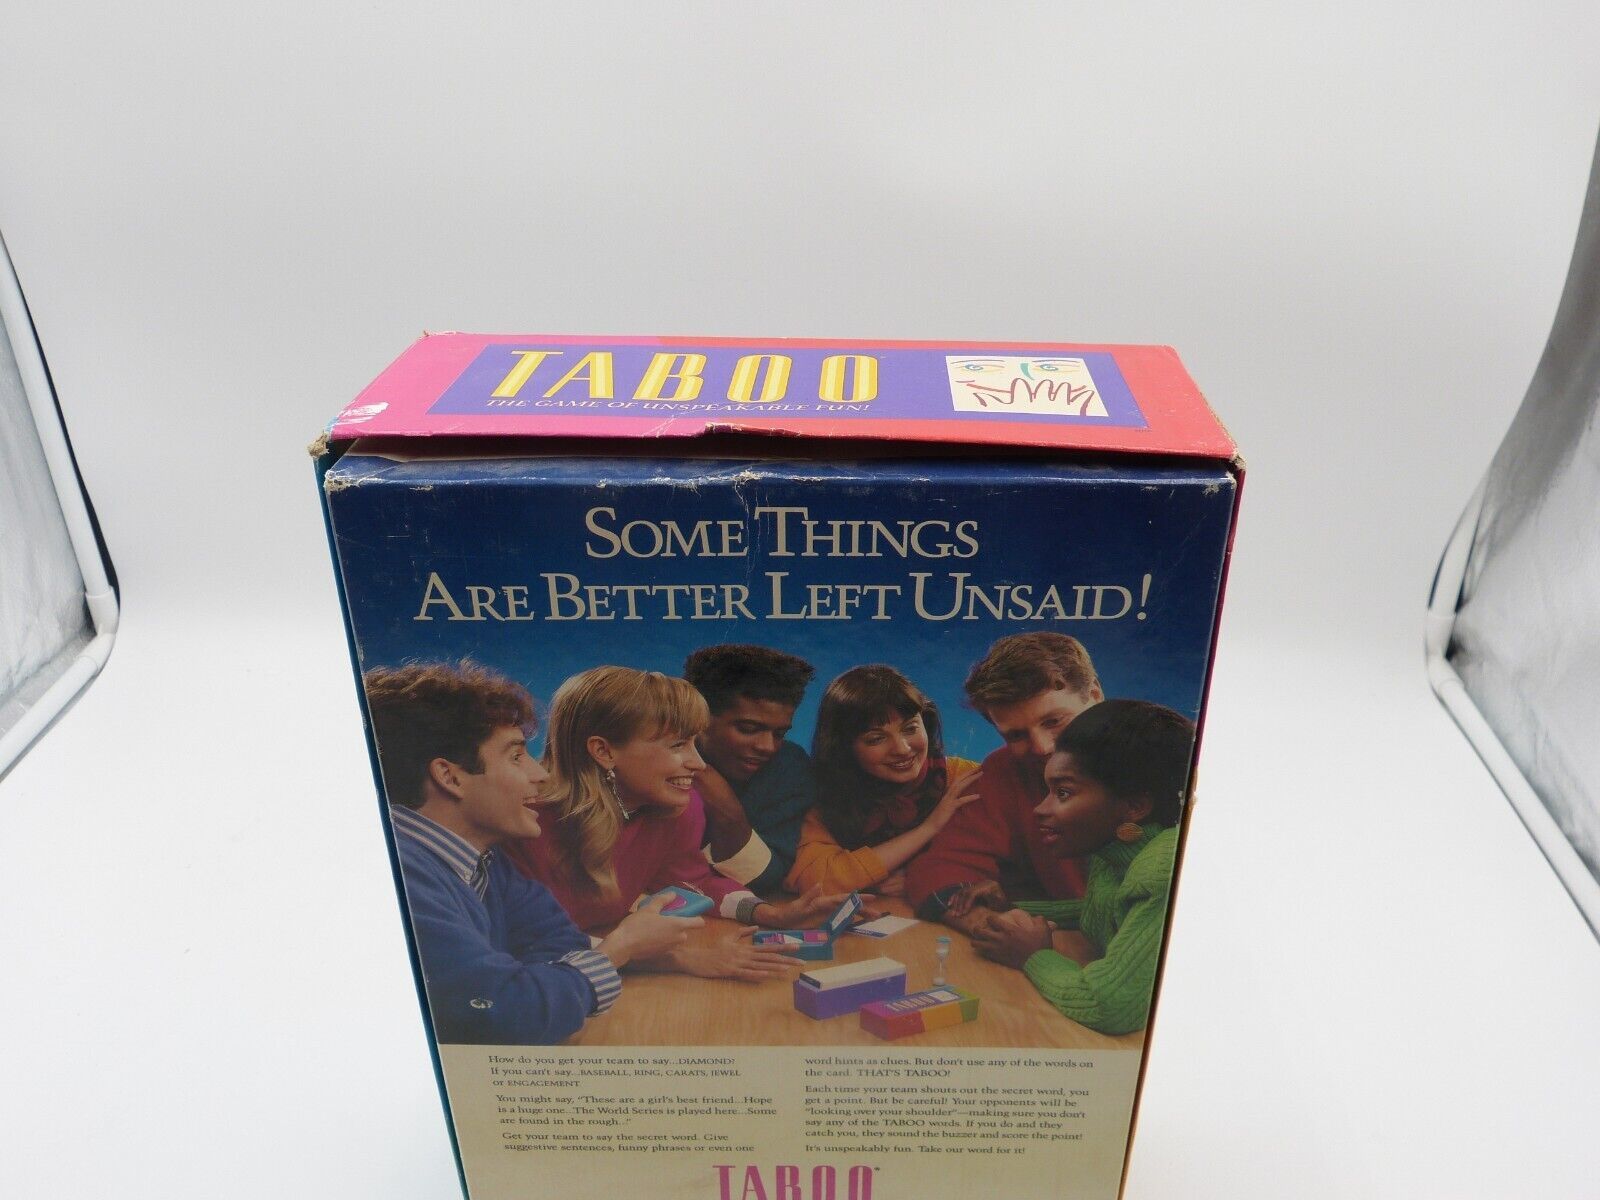 TABOO
THE GAME OF UNSPEAKABLE FUN!
SOME THINGS
ARE BETTER LEFT UNSAID!
TABOO
How do you get your team to say...DIAMOND?
If you can't say...BASEBALL, RING, CARATS, JEWEL
or ENGAGEMENT
You might say, "These are a girl's best friend...Hope
is a huge one...The World Series is played here...Some
are found in the rough..."
Get your team to say the secret word. Give
suggestive sentences, funny phrases or even one
word hints as clues. But don't use any of the words on
the card. THAT'S TABOO!
Each time your team shouts out the secret word, you
get a point. But be careful! Your opponents will be
"looking over your shoulder"—making sure you don't
say any of the TABOO words. If you do and they
catch you, they sound the buzzer and score the point!
It's unspeakably fun. Take our word for it!
TABOO